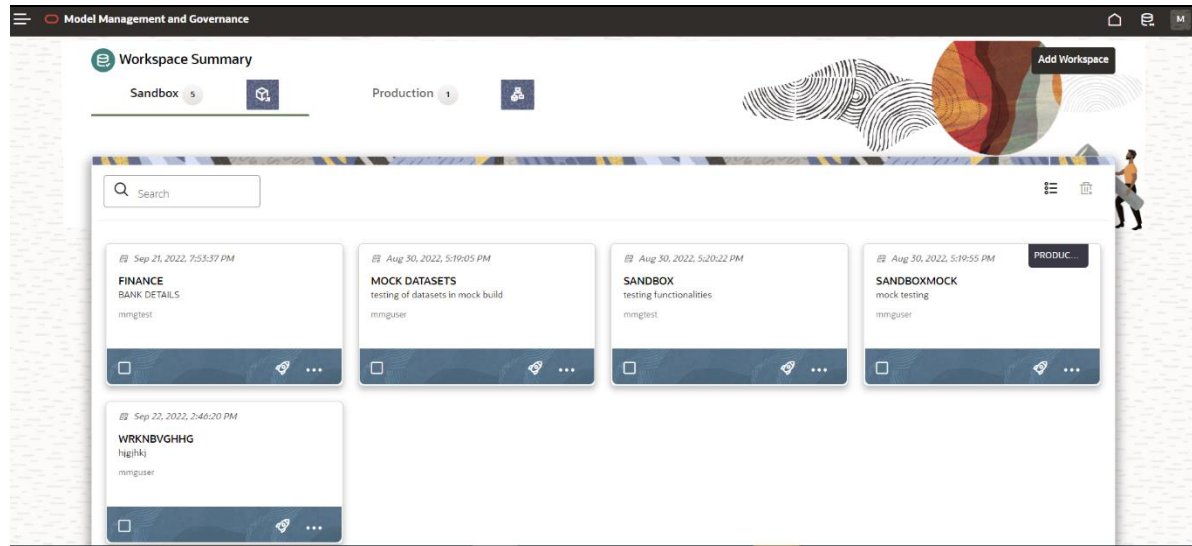 Model Management and Governance
M
Workspace Summary
Add Workspace
Sandbox 5
Production 1
Search
Sep 21, 2022, 7:53:37 PM
FINANCE
BANK DETAILS
mmgtest
Aug 30, 2022, 5:19:05 PM
MOCK DATASETS
testing of datasets in mock build
mmguser
Aug 30, 2022, 5:20:22 PM
SANDBOX
testing functionalities
mmgtest
Aug 30, 2022, 5:19:55 PM
PRODUC...
SANDBOXMOCK
mock testing
mmguser
Sep 22, 2022, 2:46:20 PM
WRKNBVGHHG
hjgjhkj
mmguser